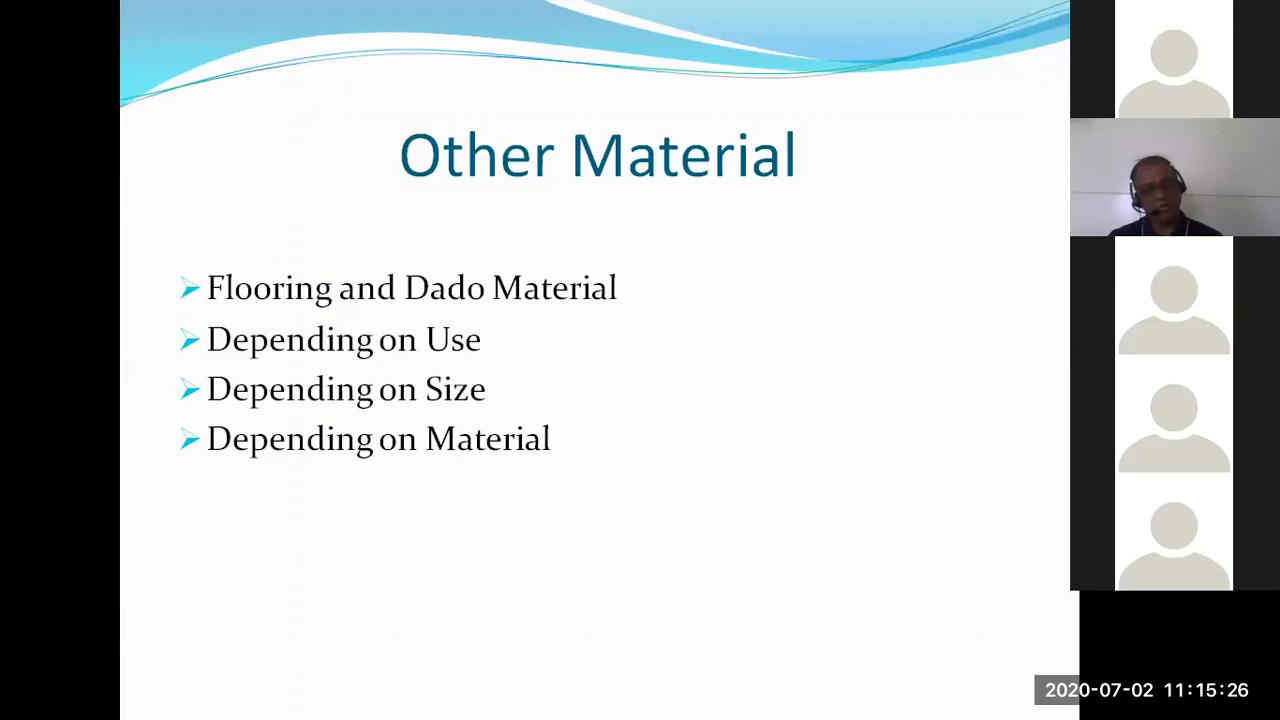 Other Material
Flooring and Dado Material
Depending on Use
Depending on Size
Depending on Material
2020-07-02 11:15:26